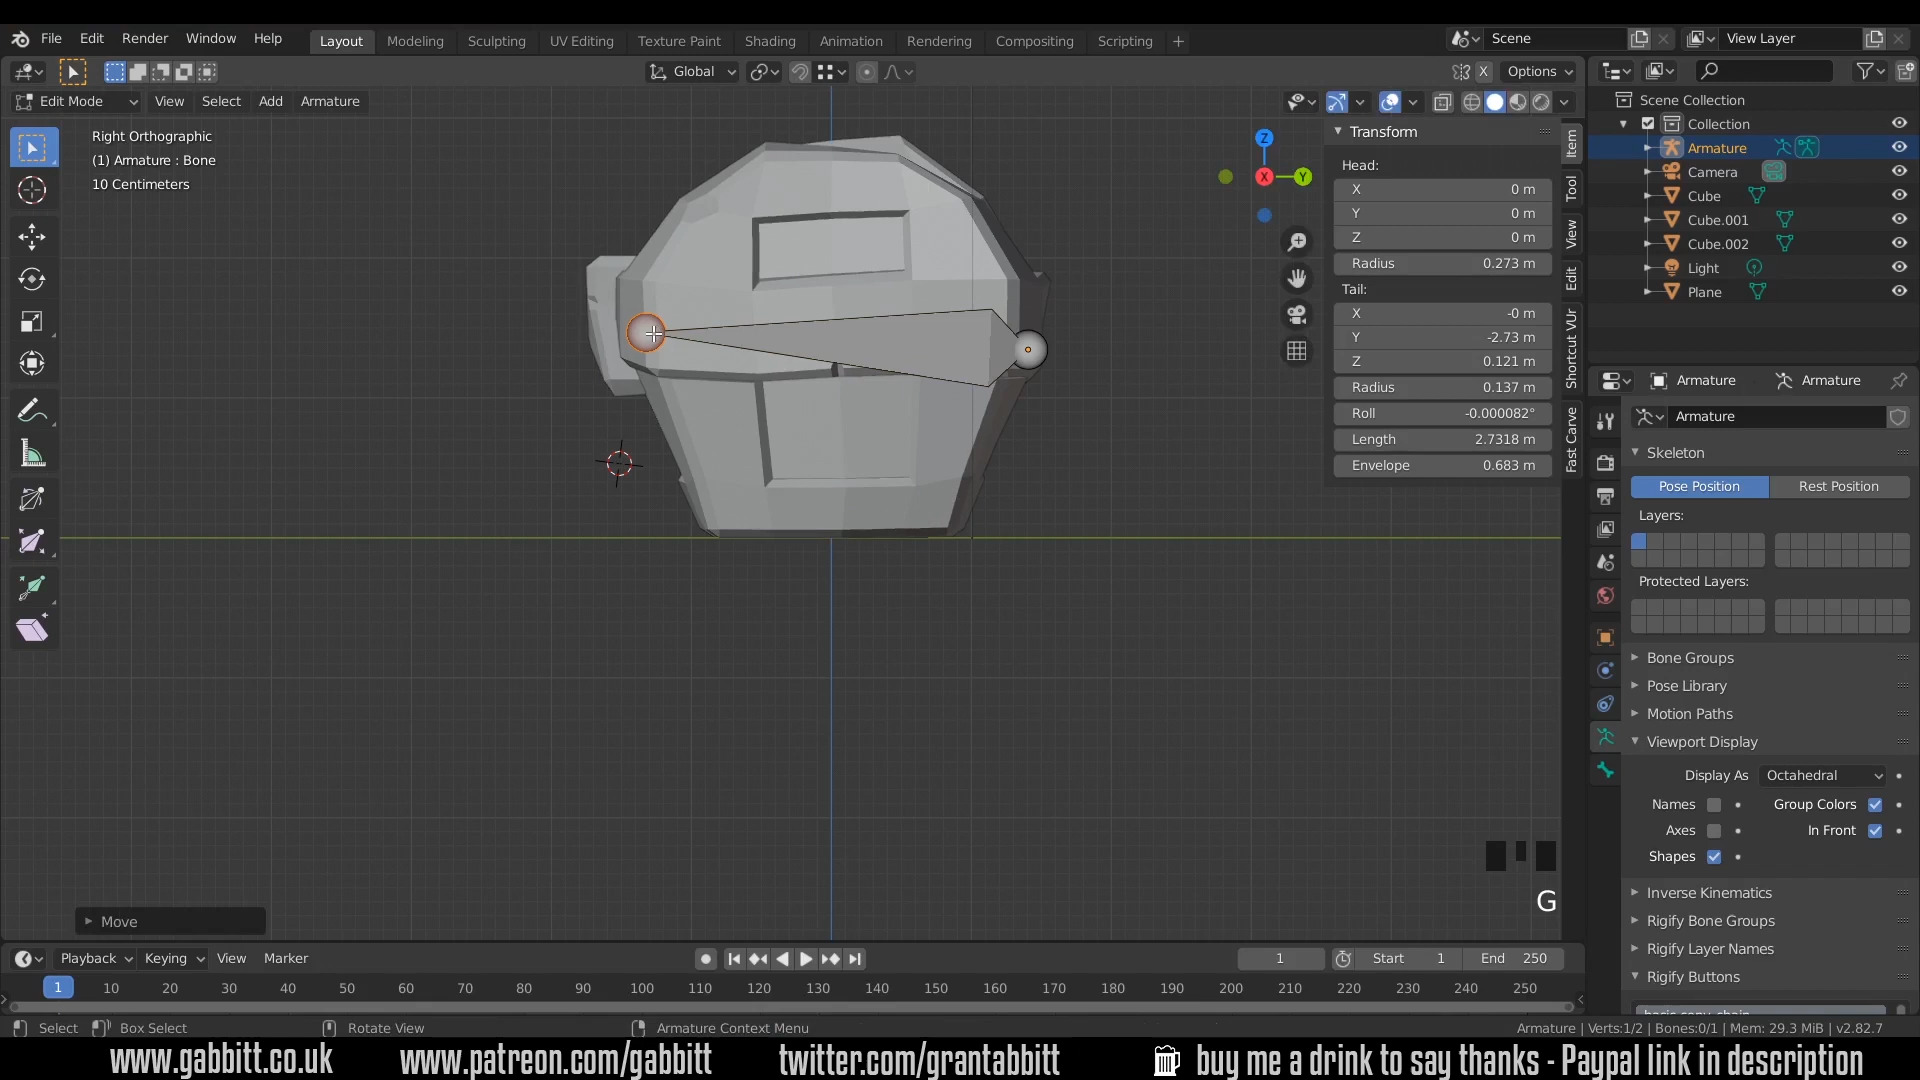 File Edit Render Window Help Layout Modeling Sculpting UV Editing Texture Paint Shading Animation Rendering Compositing Scripting + Scene View Layer
Global X Options
Edit Mode View Select Add Armature
Right Orthographic
(1) Armature : Bone
10 Centimeters
Z
X
Y
Transform
Head:
X 0 m
Y 0 m
Z 0 m
Radius 0.273 m
Tail:
X -0 m
Y -2.73 m
Z 0.121 m
Radius 0.137 m
Roll -0.000082°
Length 2.7318 m
Envelope 0.683 m
Item
Tool
View
Edit
Shortcut VUr
Fast Carve
Scene Collection
Collection
Armature
Camera
Cube
Cube.001
Cube.002
Light
Plane
Armature Armature
Armature
Skeleton
Pose Position Rest Position
Layers:
Protected Layers:
Bone Groups
Pose Library
Motion Paths
Viewport Display
Display As Octahedral
Names Group Colors
Axes In Front
Shapes
Inverse Kinematics
Rigify Bone Groups
Rigify Layer Names
Rigify Buttons
G
Move
Playback Keying View Marker 1 Start 1 End 250
1 10 20 30 40 50 60 70 80 90 100 110 120 130 140 150 160 170 180 190 200 210 220 230 240 250
Select Box Select Rotate View Armature Context Menu Armature | Verts:1/2 | Bones:0/1 | Mem: 29.3 MiB | v2.82.7
www.gabbitt.co.uk www.patreon.com/gabbitt twitter.com/grantabbitt buy me a drink to say thanks - Paypal link in description